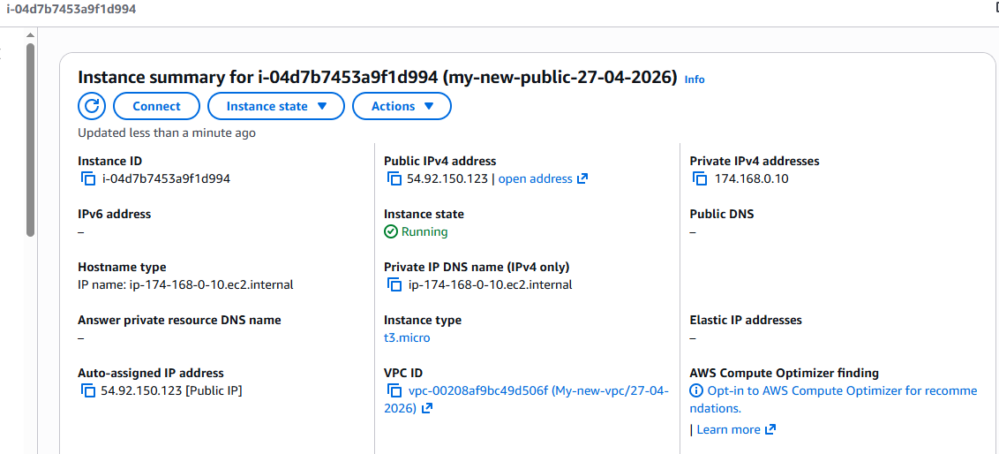 i-04d7b7453a9f1d994
Instance summary for i-04d7b7453a9f1d994 (my-new-public-27-04-2026) Info
Connect
Instance state
Actions
Updated less than a minute ago
Instance ID
i-04d7b7453a9f1d994
Public IPv4 address
54.92.150.123 | open address
Private IPv4 addresses
174.168.0.10
IPv6 address
–
Instance state
Running
Public DNS
–
Hostname type
IP name: ip-174-168-0-10.ec2.internal
Private IP DNS name (IPv4 only)
ip-174-168-0-10.ec2.internal
Answer private resource DNS name
–
Instance type
t3.micro
Elastic IP addresses
–
Auto-assigned IP address
54.92.150.123 [Public IP]
VPC ID
vpc-00208af9bc49d506f (My-new-vpc/27-04-
2026)
AWS Compute Optimizer finding
Opt-in to AWS Compute Optimizer for recomme
ndations.
| Learn more